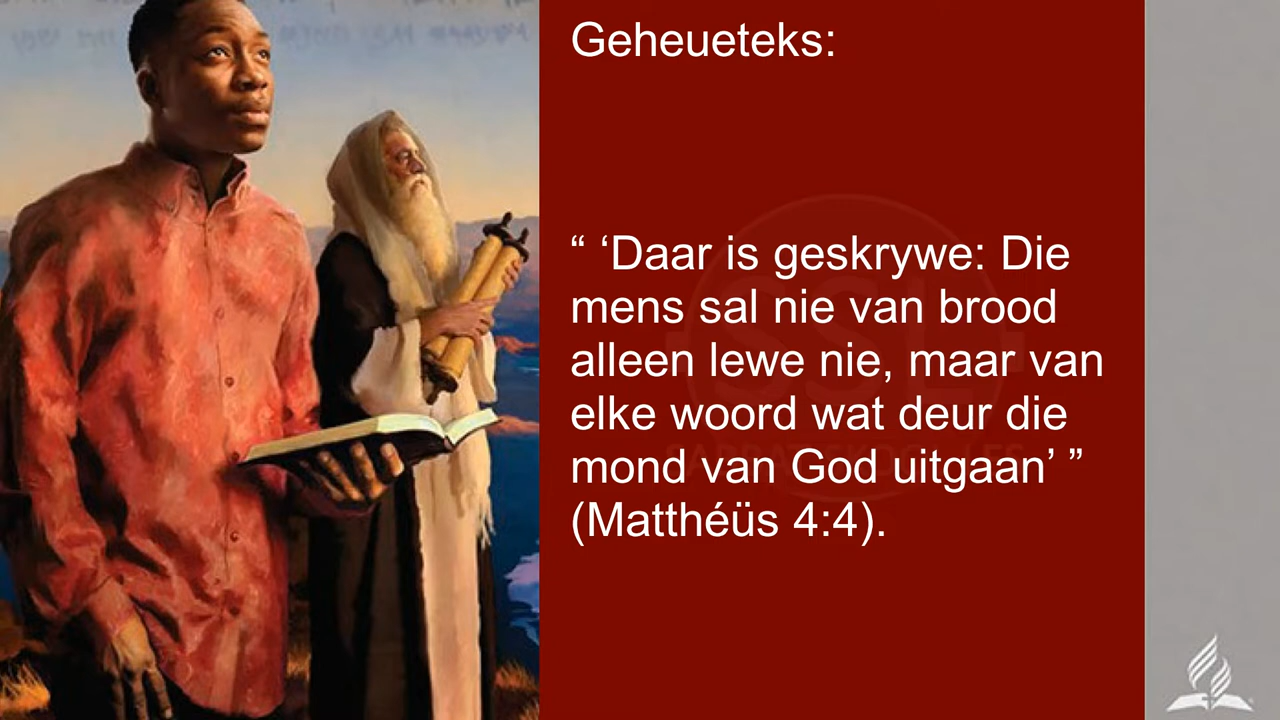 Geheueteks:
“ ‘Daar is geskrywe: Die
mens sal nie van brood
alleen lewe nie, maar van
elke woord wat deur die
mond van God uitgaan’ ”
(Matthéüs 4:4).